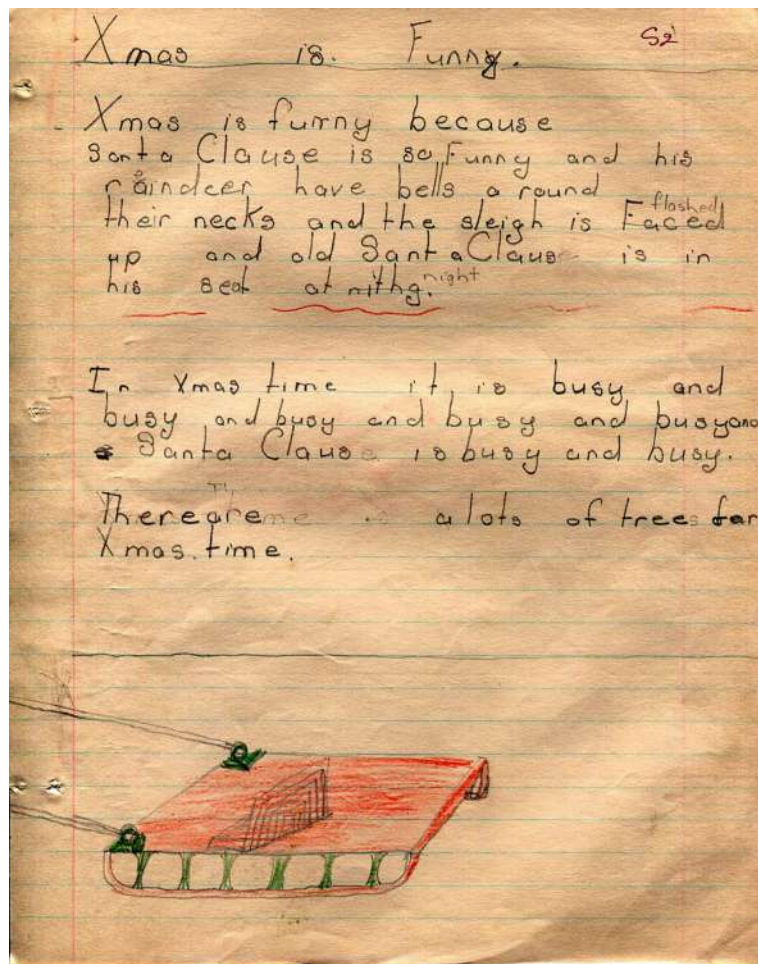 Xmas is. Funny. S2
Xmas is funny because
Santa Clause is so Funny and his
raindeer have bells a round
flashed
their necks and the sleigh is Faced
up and old Santa Clause is in
his seat at nithg. night
In Xmas time it is busy and
busy and busy and busy and busy and
Santa Clause is busy and busy.
There are a lots of trees for
Xmas. time.